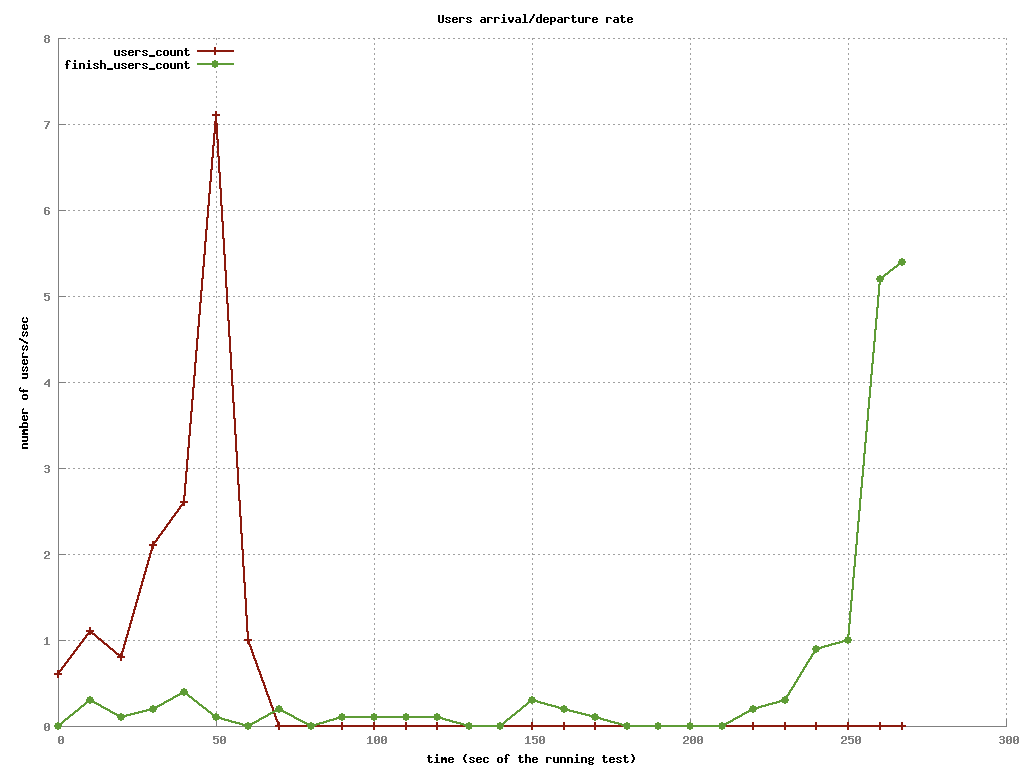 Users arrival/departure rate
users_count
finish_users_count
8
7
6
5
4
3
2
1
0
number of users/sec
0 50 100 150 200 250 300
time (sec of the running test)